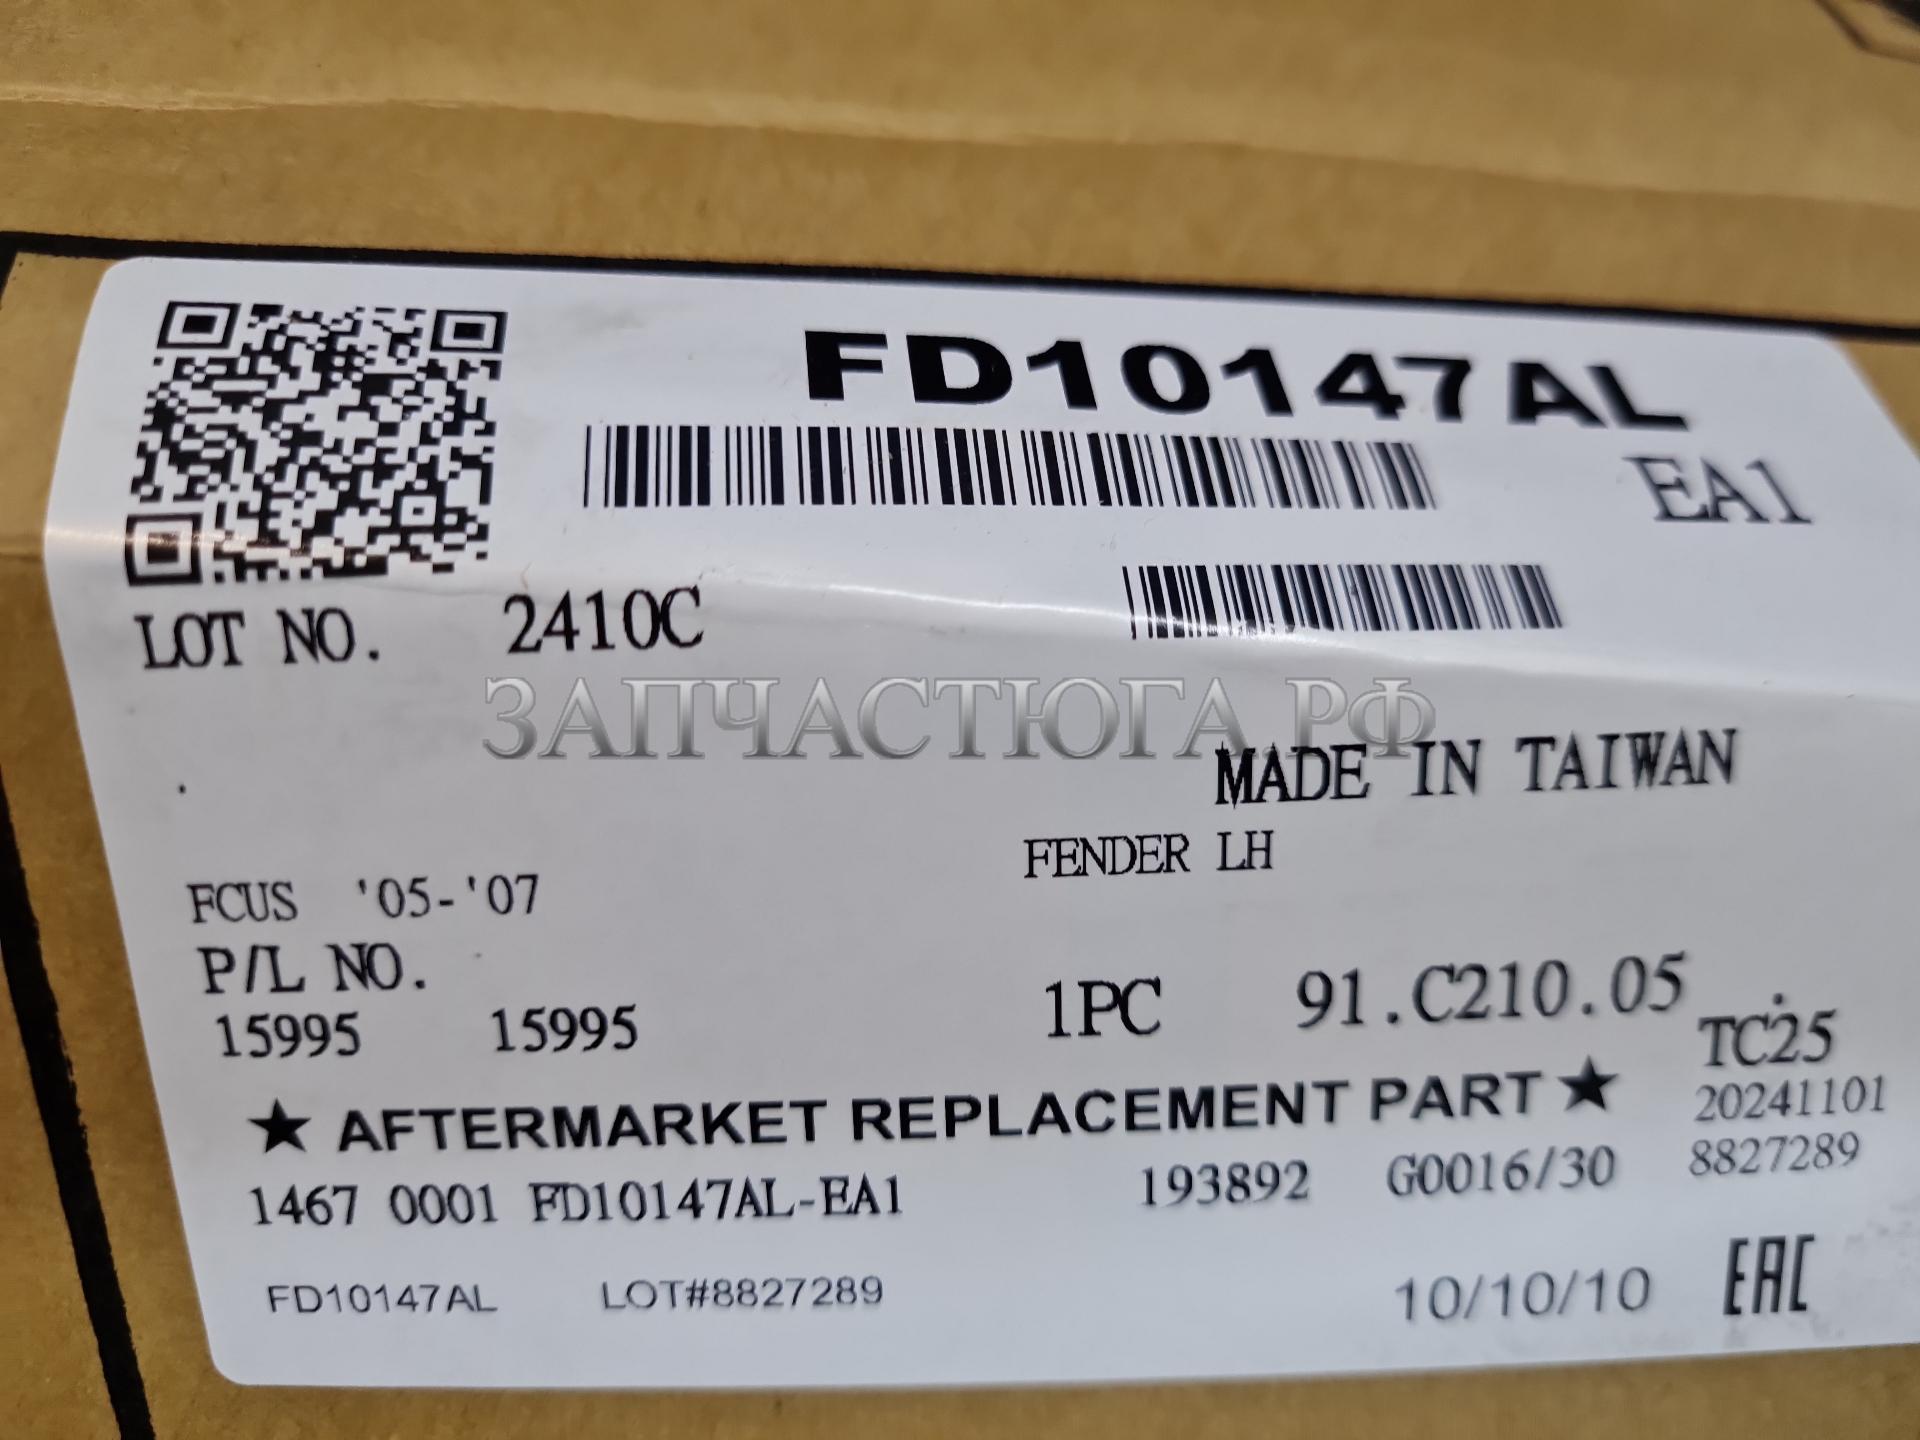 FD10147AL
EA1
LOT NO. 2410C
ЗАПЧАСТЮГА.РФ
MADE IN TAIWAN
FENDER LH
FCUS '05-'07
P/L NO.
15995 15995 1PC 91.C210.05
TC25
★ AFTERMARKET REPLACEMENT PART ★ 20241101
1467 0001 FD10147AL-EA1 193892 G0016/30 8827289
FD10147AL LOT#8827289 10/10/10 EAC